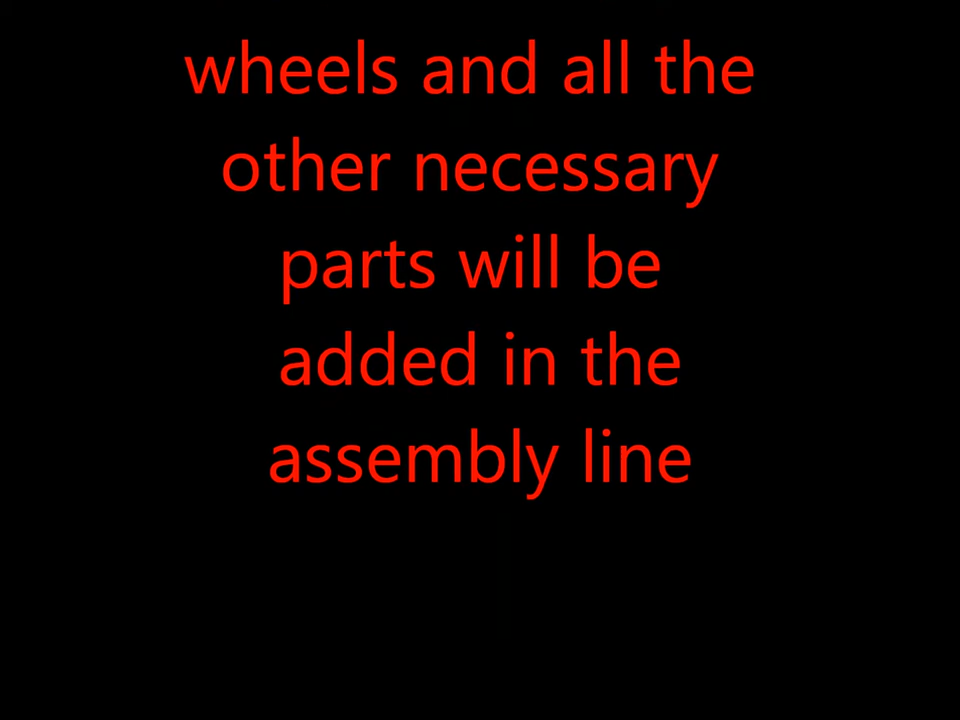 wheels and all the
other necessary
parts will be
added in the
assembly line